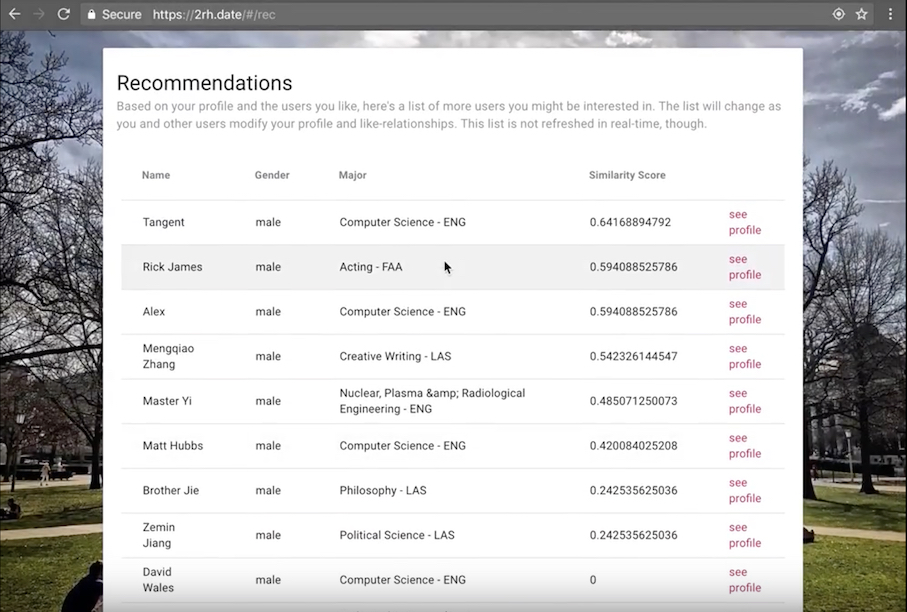 Secure https://2rh.date/#/rec
Recommendations
Based on your profile and the users you like, here's a list of more users you might be interested in. The list will change as
you and other users modify your profile and like-relationships. This list is not refreshed in real-time, though.
Name Gender Major Similarity Score
Tangent male Computer Science - ENG 0.64168894792 see profile
Rick James male Acting - FAA 0.594088525786 see profile
Alex male Computer Science - ENG 0.594088525786 see profile
Mengqiao Zhang male Creative Writing - LAS 0.542326144547 see profile
Master Yi male Nuclear, Plasma &amp; Radiological Engineering - ENG 0.485071250073 see profile
Matt Hubbs male Computer Science - ENG 0.420084025208 see profile
Brother Jie male Philosophy - LAS 0.242535625036 see profile
Zemin Jiang male Political Science - LAS 0.242535625036 see profile
David Wales male Computer Science - ENG 0 see profile